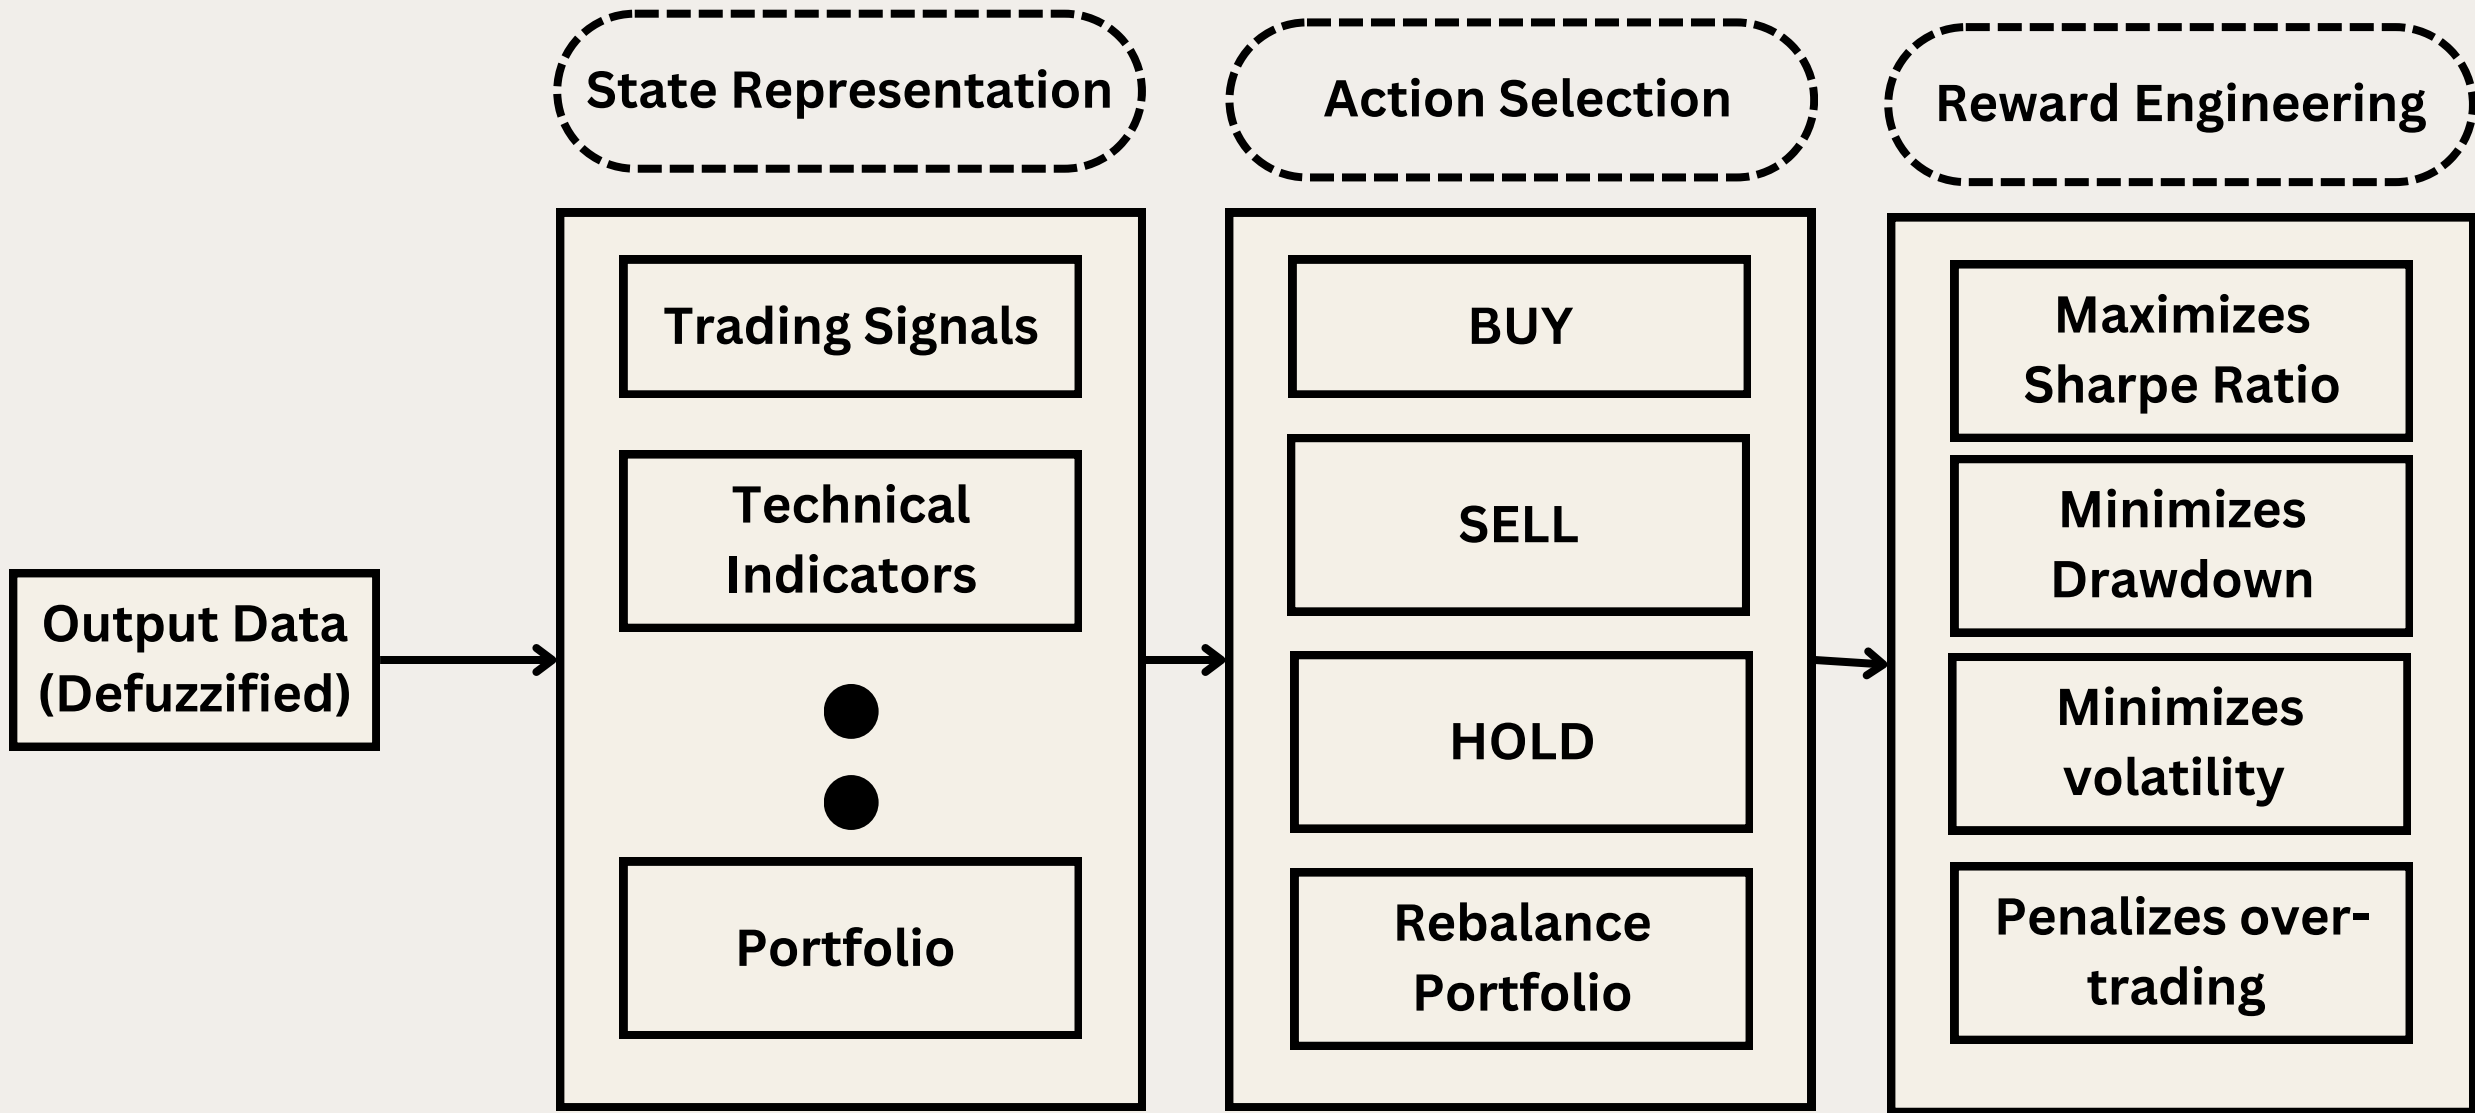 State Representation
Action Selection
Reward Engineering
Output Data
(Defuzzified)
Trading Signals
Technical
Indicators
Portfolio
BUY
SELL
HOLD
Rebalance
Portfolio
Maximizes
Sharpe Ratio
Minimizes
Drawdown
Minimizes
volatility
Penalizes over-
trading